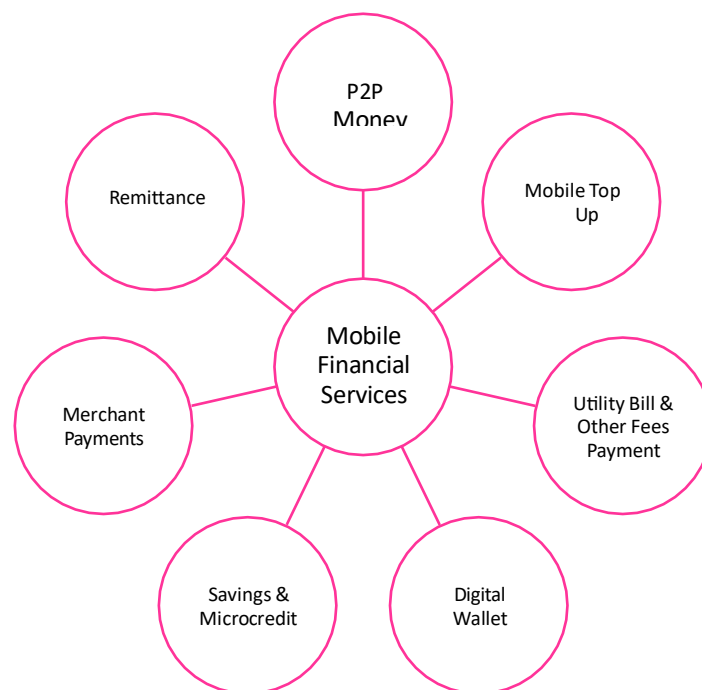 P2P
Money
Mobile Top
Up
Remittance
Mobile
Financial
Services
Merchant
Payments
Utility Bill &
Other Fees
Payment
Savings &
Microcredit
Digital
Wallet